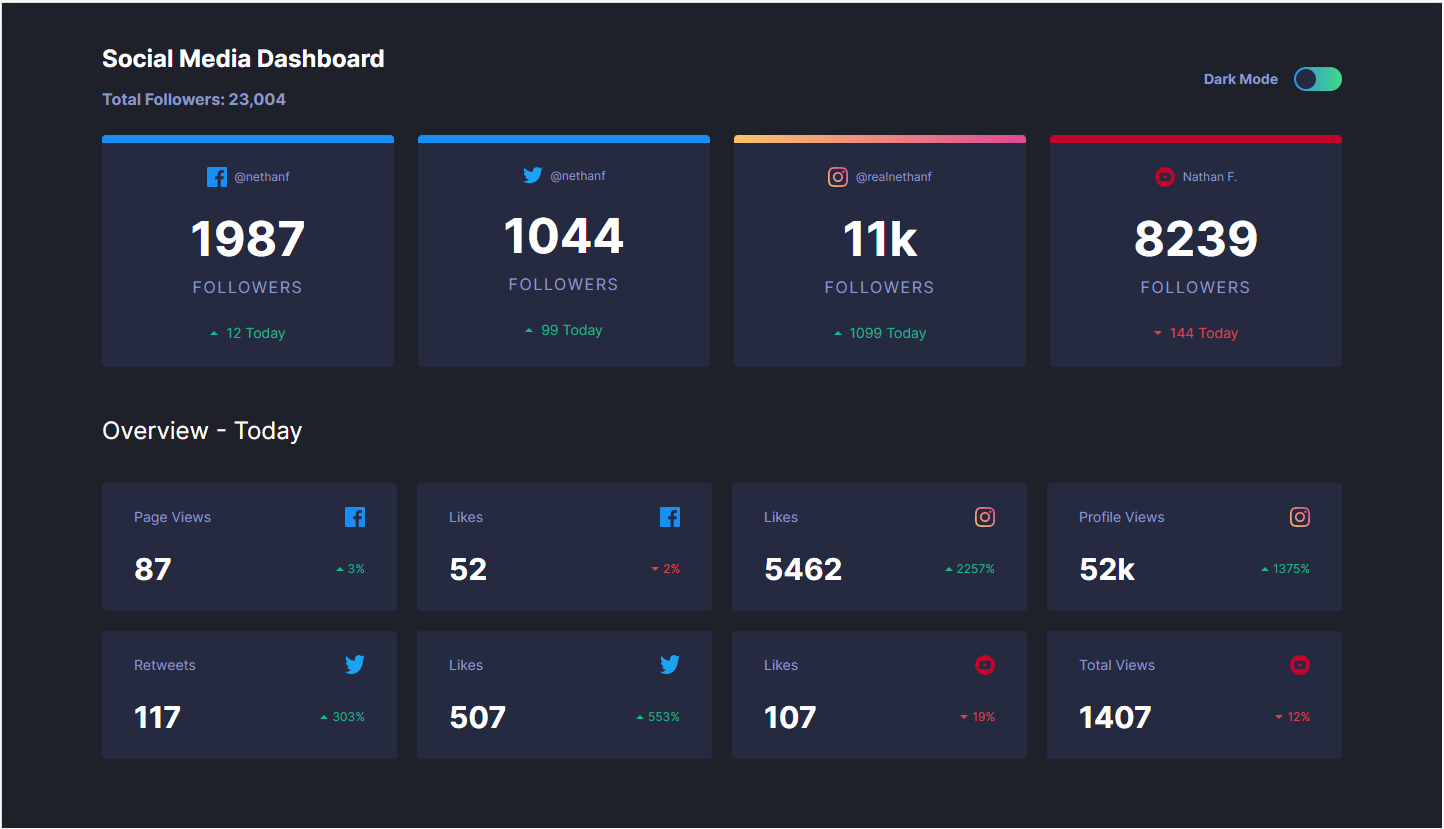 Social Media Dashboard
Total Followers: 23,004
Dark Mode
@nethanf
1987
FOLLOWERS
12 Today
@nethanf
1044
FOLLOWERS
99 Today
@realnethanf
11k
FOLLOWERS
1099 Today
Nathan F.
8239
FOLLOWERS
144 Today
Overview - Today
Page Views
87
3%
Likes
52
2%
Likes
5462
2257%
Profile Views
52k
1375%
Retweets
117
303%
Likes
507
553%
Likes
107
19%
Total Views
1407
12%